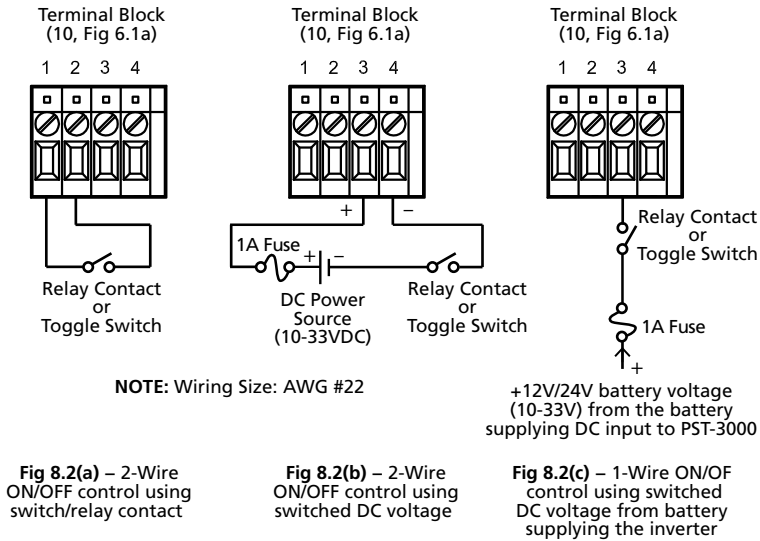 Terminal Block
(10, Fig 6.1a)
1 2 3 4
Relay Contact
or
Toggle Switch
Terminal Block
(10, Fig 6.1a)
1 2 3 4
+ –
1A Fuse
+ –
DC Power
Source
(10-33VDC)
Relay Contact
or
Toggle Switch
Terminal Block
(10, Fig 6.1a)
1 2 3 4
Relay Contact
or
Toggle Switch
1A Fuse
+
+12V/24V battery voltage
(10-33V) from the battery
supplying DC input to PST-3000
NOTE: Wiring Size: AWG #22
Fig 8.2(a) – 2-Wire
ON/OFF control using
switch/relay contact
Fig 8.2(b) – 2-Wire
ON/OFF control using
switched DC voltage
Fig 8.2(c) – 1-Wire ON/OF
control using switched
DC voltage from battery
supplying the inverter